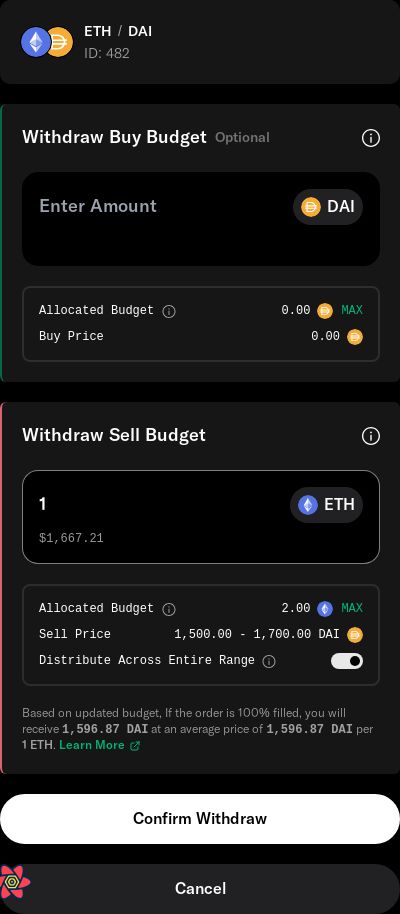 ETH / DAI
ID: 482
Withdraw Buy Budget Optional
Enter Amount DAI
Allocated Budget 0.00 MAX
Buy Price 0.00
Withdraw Sell Budget
1 ETH
$1,667.21
Allocated Budget 2.00 MAX
Sell Price 1,500.00 - 1,700.00 DAI
Distribute Across Entire Range
Based on updated budget, If the order is 100% filled, you will
receive 1,596.87 DAI at an average price of 1,596.87 DAI per
1 ETH. Learn More
Confirm Withdraw
Cancel